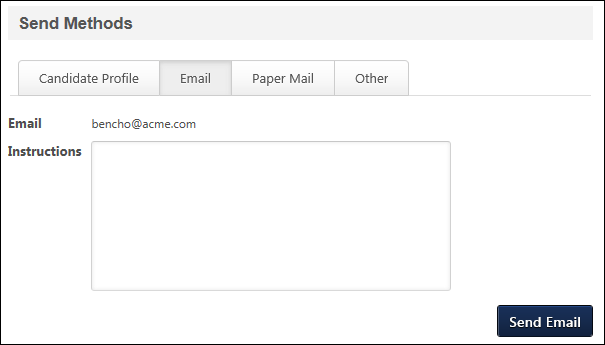 Send Methods
Candidate Profile Email Paper Mail Other
Email bencho@acme.com
Instructions
Send Email